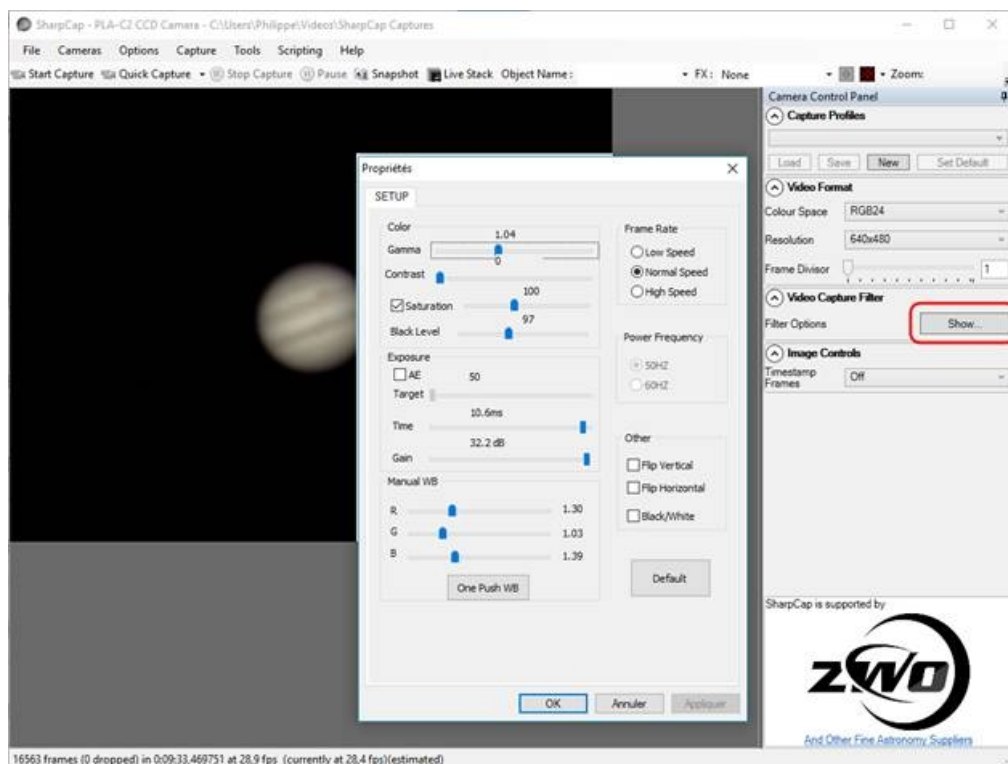 SharpCap - PLA-C2 CCD Camera - C:\Users\Philippe\Videos\SharpCap Captures
File Cameras Options Capture Tools Scripting Help
Start Capture Quick Capture Stop Capture Pause Snapshot Live Stack Object Name : FX : None Zoom:
Camera Control Panel
Capture Profiles
Load Save New Set Default
Video Format
Colour Space RGB24
Resolution 640x480
Frame Divisor 1
Video Capture Filter
Filter Options Show...
Image Controls
Timestamp Frames Off
Propriétés
SETUP
Color
1.04
Gamma
0
Contrast
100
Saturation
97
Black Level
Exposure
AE 50
Target
10.6ms
Time
32.2 dB
Gain
Manual WB
R 1.30
G 1.03
B 1.39
One Push WB
Frame Rate
Low Speed
Normal Speed
High Speed
Power Frequency
50HZ
60HZ
Other
Flip Vertical
Flip Horizontal
Black/White
Default
OK Annuler Appliquer
SharpCap is supported by
ZWO
And Other Fine Astronomy Suppliers
16563 frames (0 dropped) in 0:09:33.469751 at 28.9 fps (currently at 28.4 fps)(estimated)